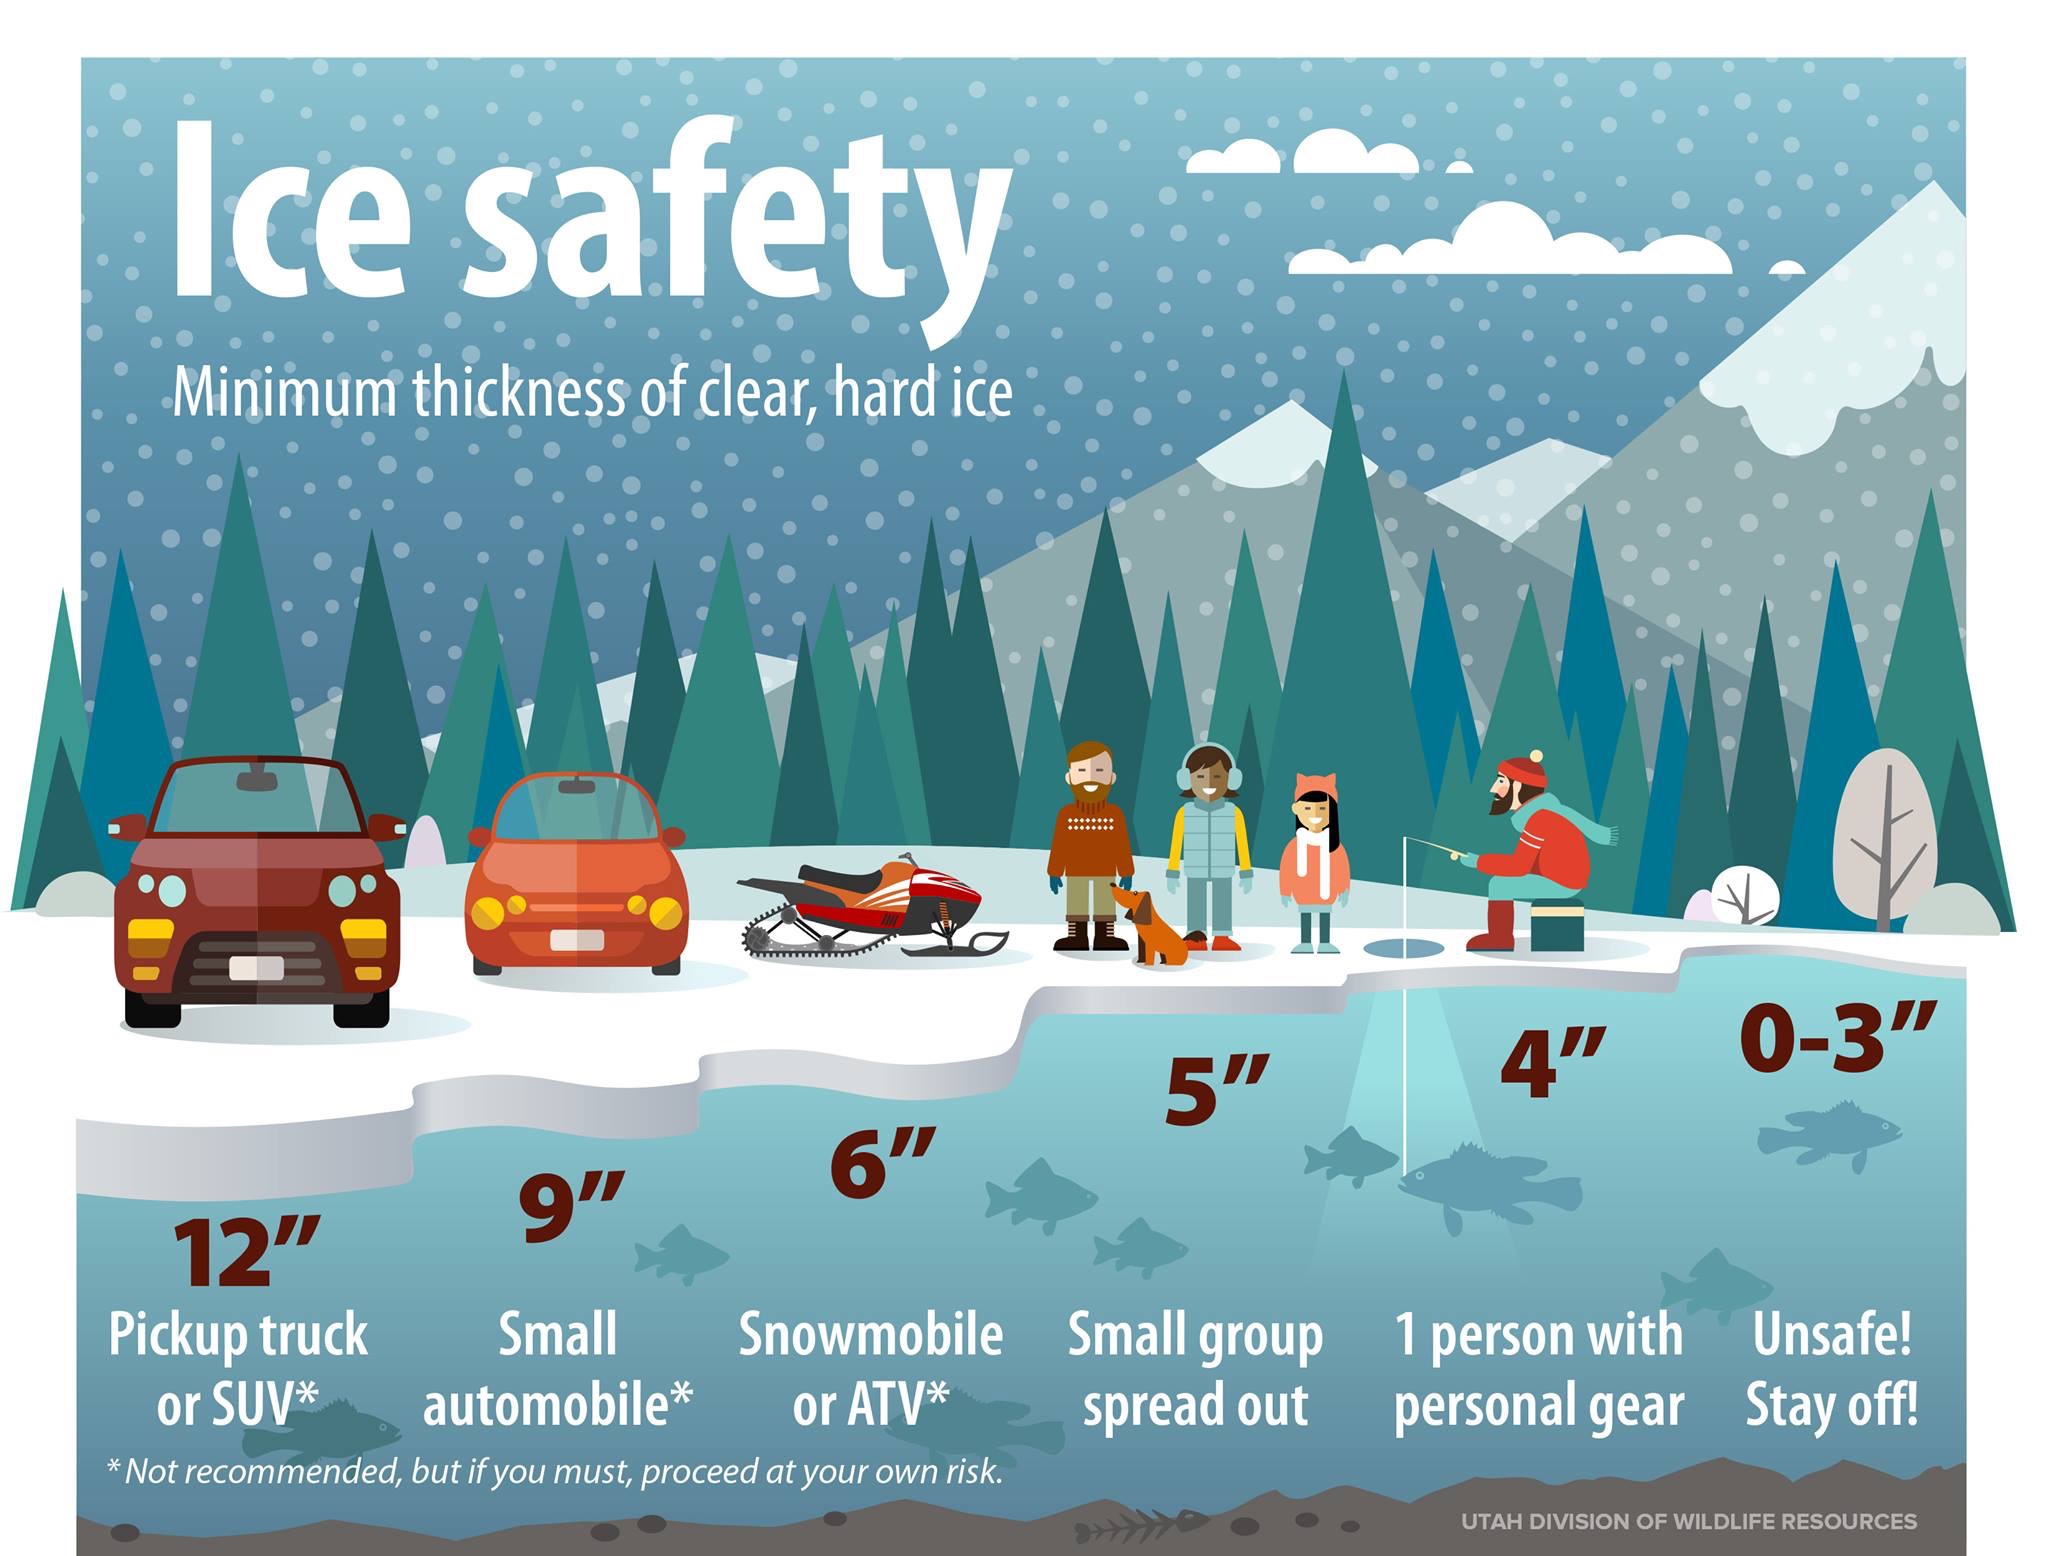 Ice safety
Minimum thickness of clear, hard ice
12”
Pickup truck
or SUV*
9”
Small
automobile*
6”
Snowmobile
or ATV*
5”
Small group
spread out
4”
1 person with
personal gear
0-3”
Unsafe!
Stay off!
* Not recommended, but if you must, proceed at your own risk.
UTAH DIVISION OF WILDLIFE RESOURCES